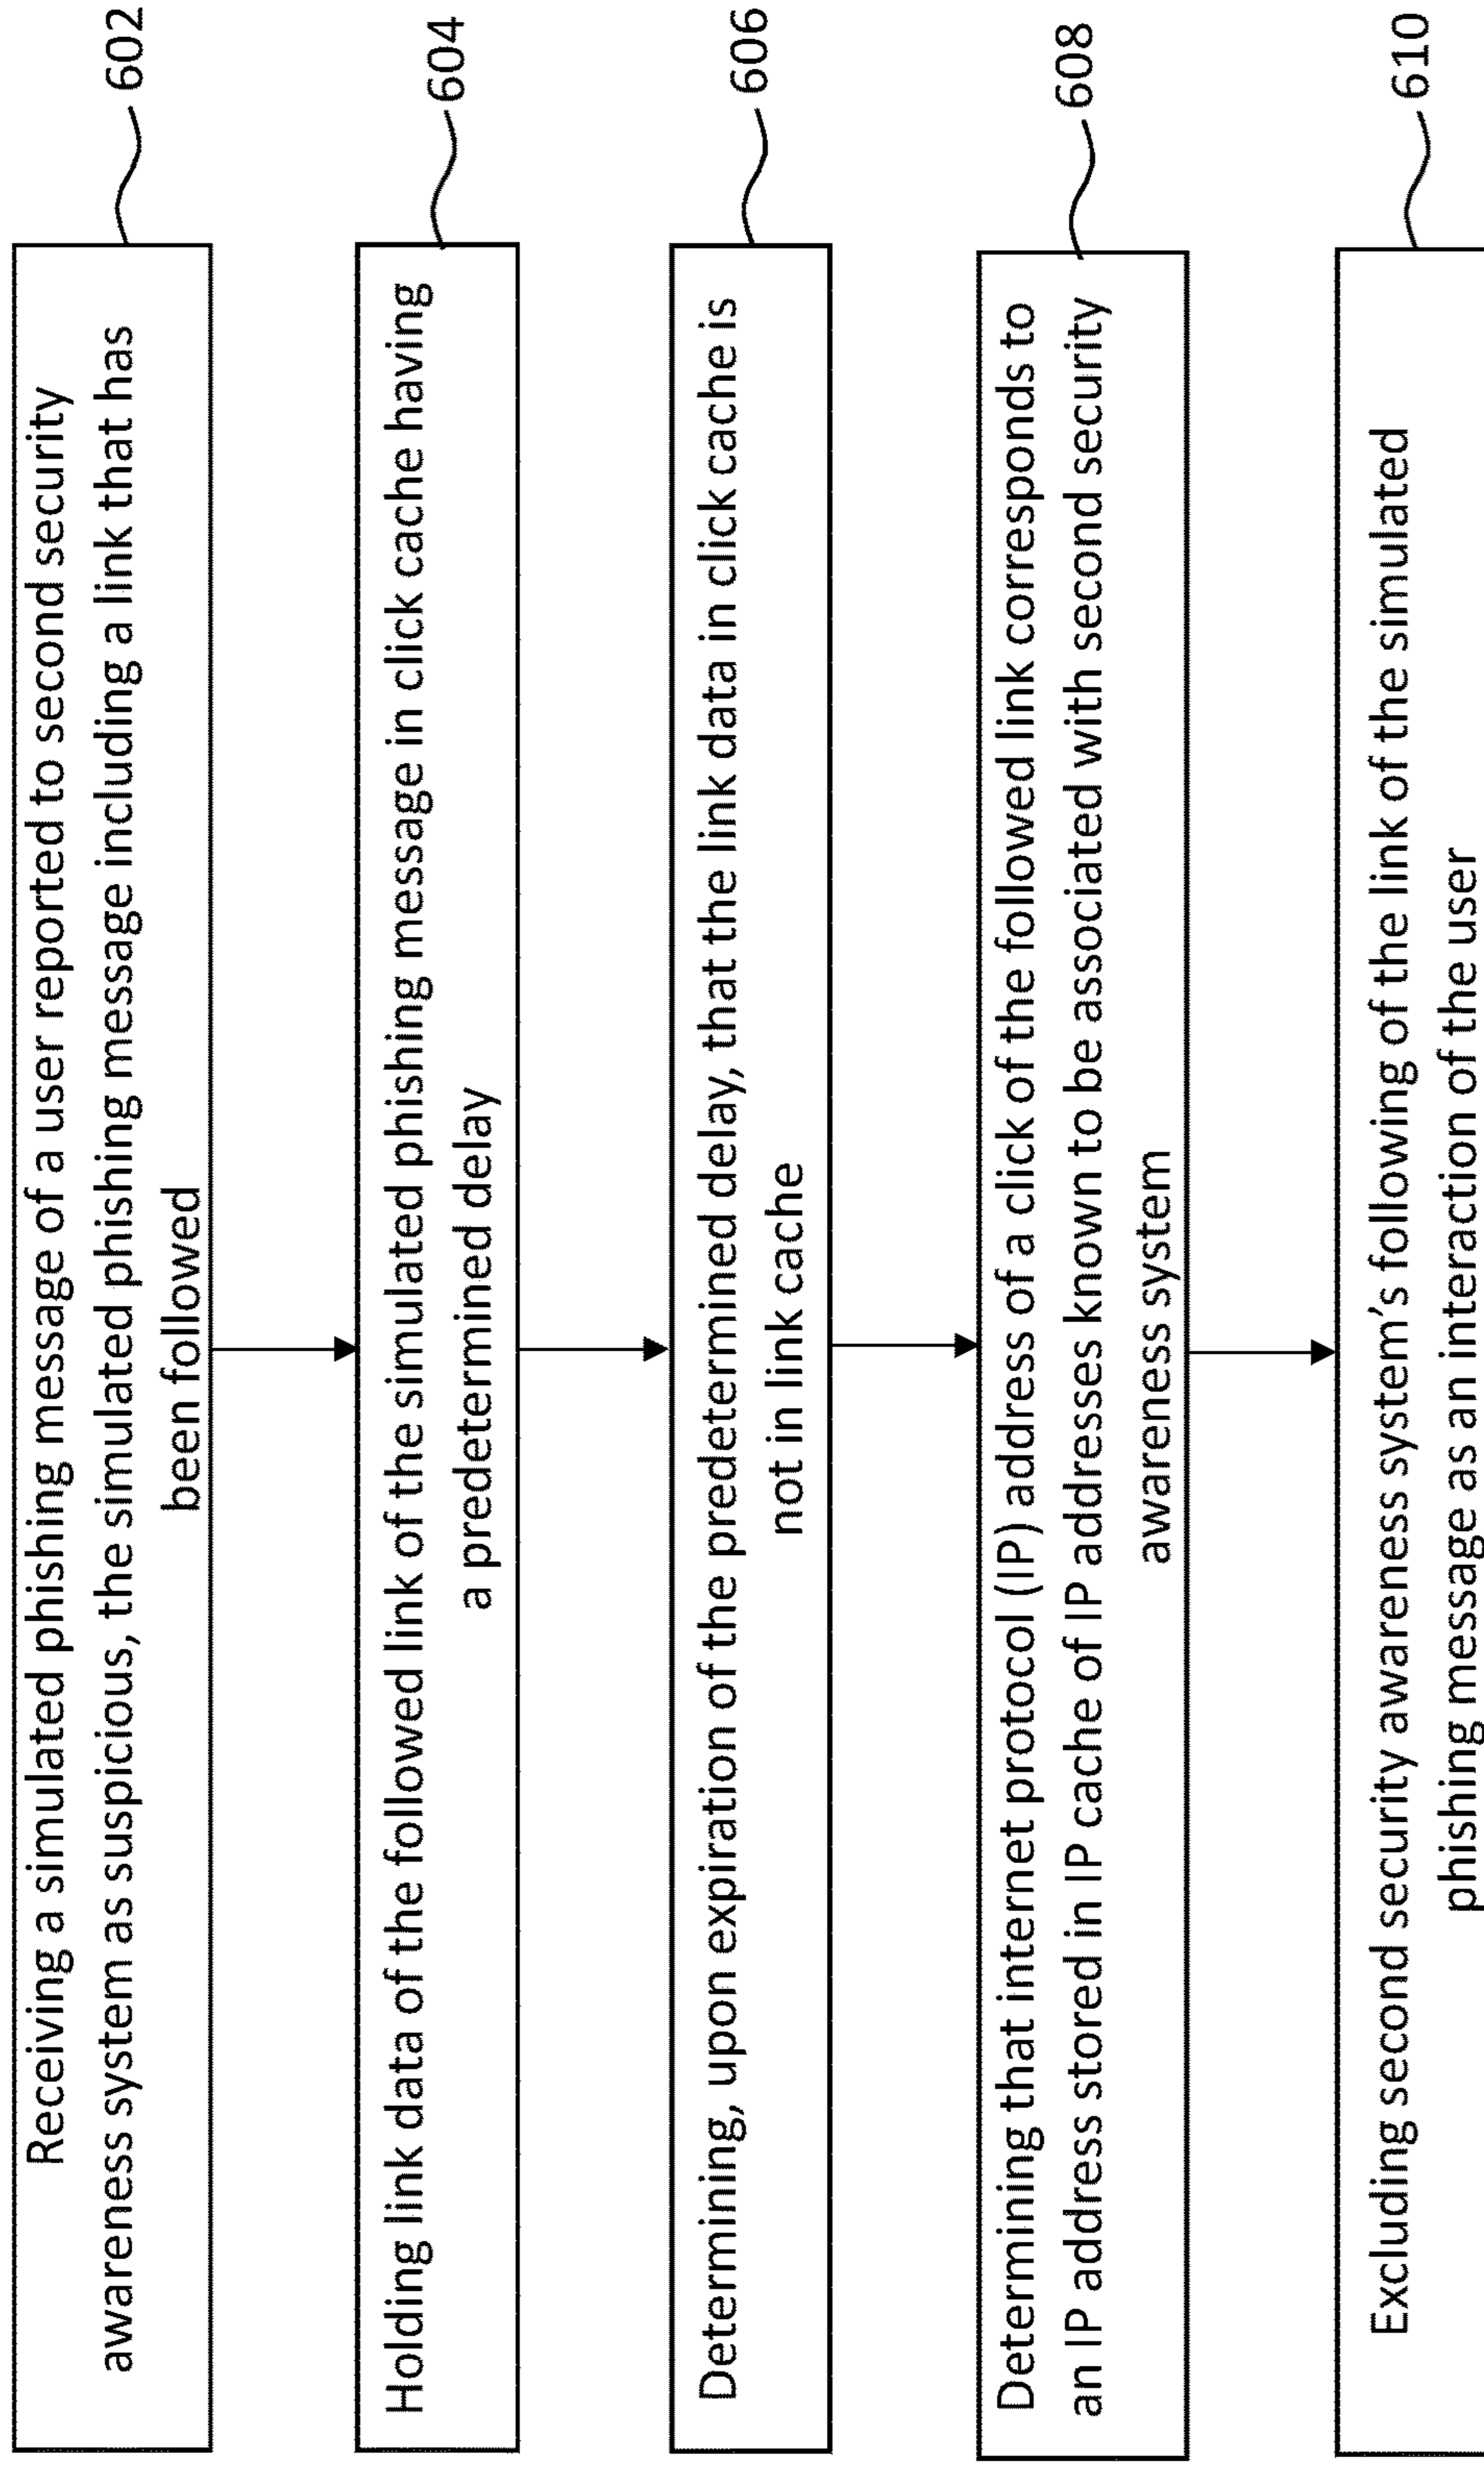 Receiving a simulated phishing message of a user reported to second security
awareness system as suspicious, the simulated phishing message including a link that has
been followed
602
Holding link data of the followed link of the simulated phishing message in click cache having
a predetermined delay
604
Determining, upon expiration of the predetermined delay, that the link data in click cache is
not in link cache
606
Determining that internet protocol (IP) address of a click of the followed link corresponds to
an IP address stored in IP cache of IP addresses known to be associated with second security
awareness system
608
Excluding second security awareness system’s following of the link of the simulated
phishing message as an interaction of the user
610